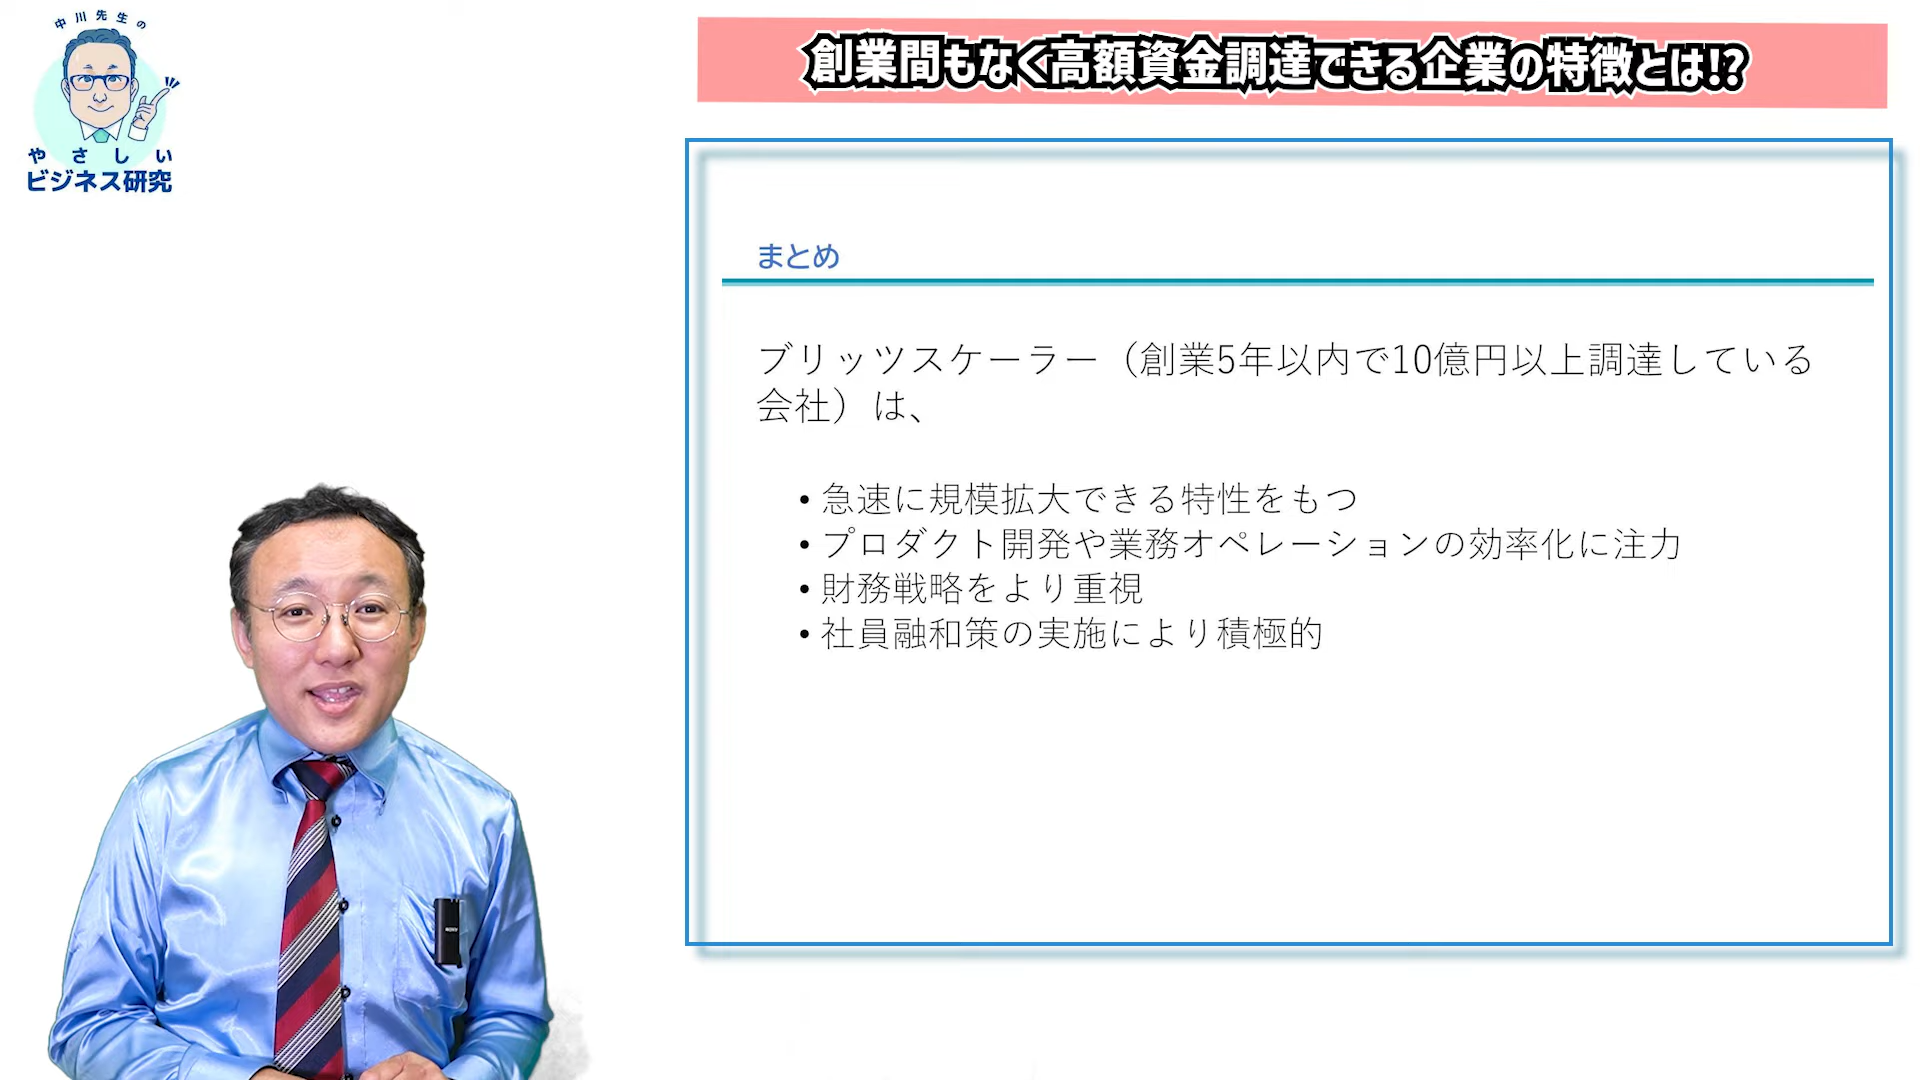 中川先生の
やさしい
ビジネス研究
創業間もなく高額資金調達できる企業の特徴とは!?
まとめ
ブリッツスケーラー（創業5年以内で10億円以上調達している
会社）は、
• 急速に規模拡大できる特性をもつ
• プロダクト開発や業務オペレーションの効率化に注力
• 財務戦略をより重視
• 社員融和策の実施により積極的
SONY